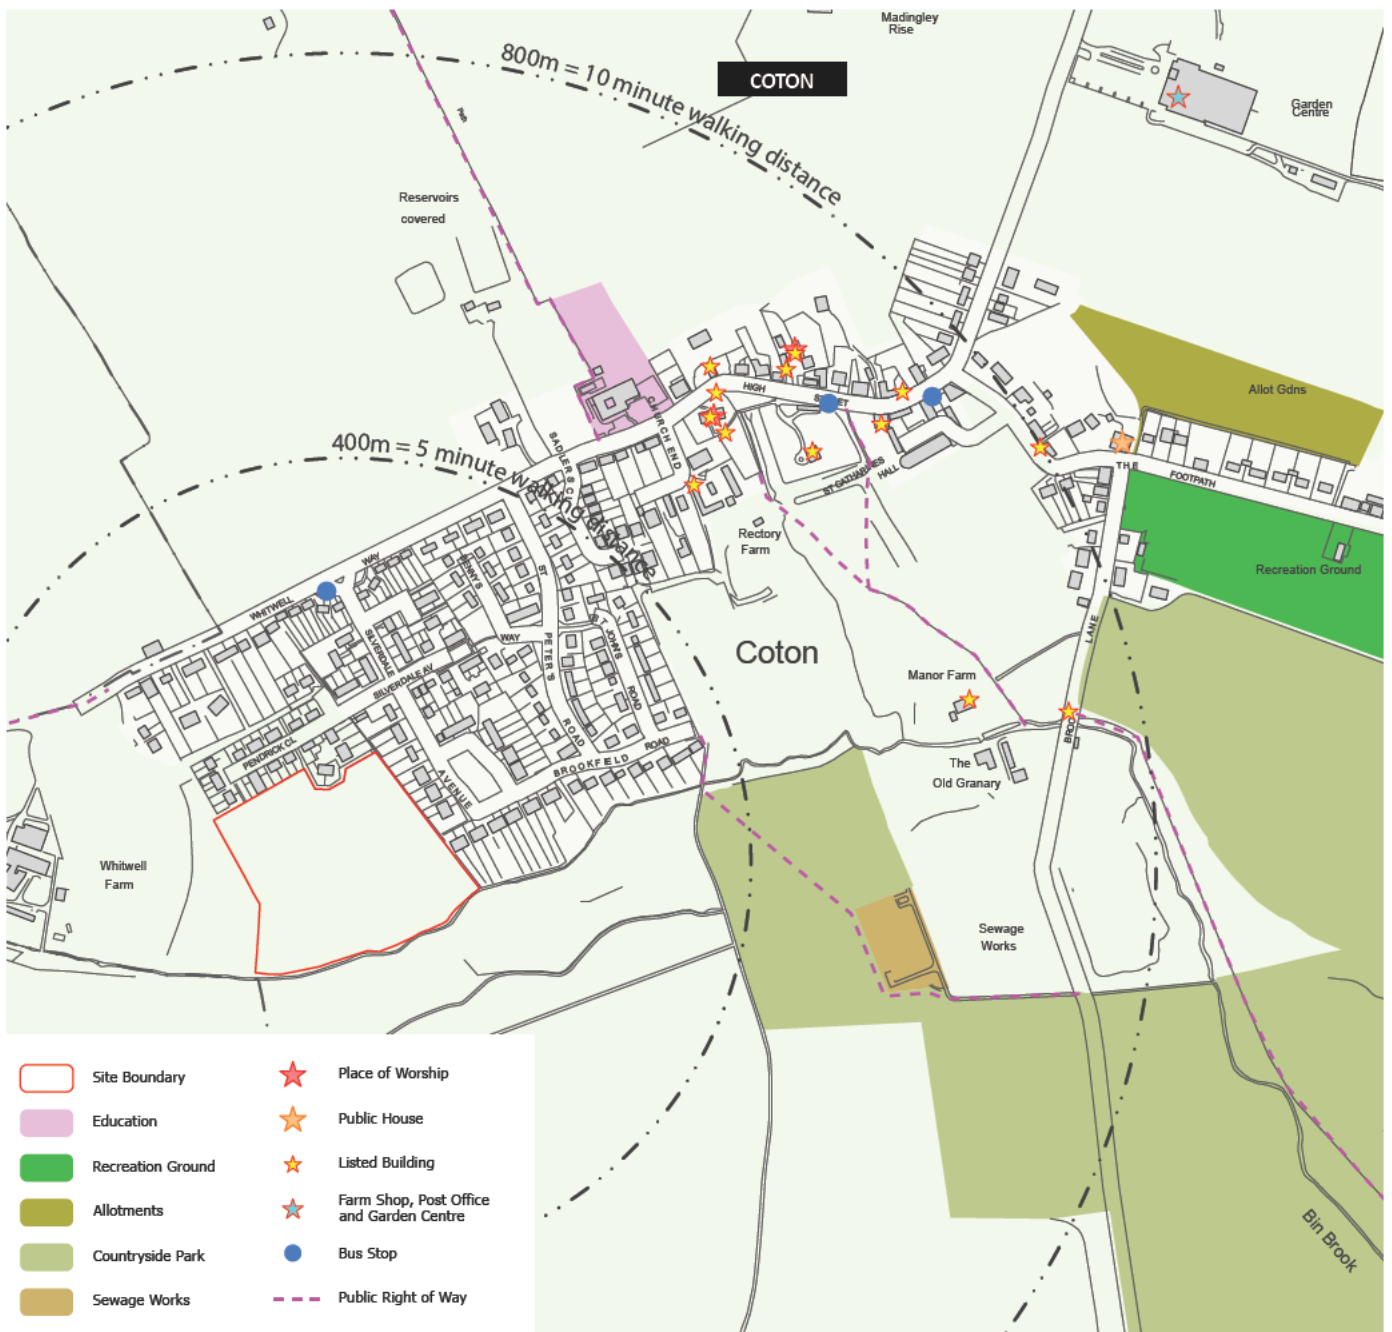 Madingley
Rise
800m = 10 minute walking distance
COTON
Garden
Centre
Path
Reservoirs
covered
HIGH
STREET
Allot Gdns
CHURCH END
SADLERS CL
400m = 5 minute walking distance
ST CATHARINES
HALL
THE
FOOTPATH
Rectory
Farm
Recreation Ground
WHITWELL
WAY
BENNY'S
WAY
ST
PETER'S
ROAD
ST JOHN'S
ROAD
SILVERDALE
SILVERDALE AV
AVENUE
Coton
LANE
Manor Farm
BROOK
PENDRICK CL
BROOKFIELD
ROAD
The
Old Granary
Whitwell
Farm
Sewage
Works
Bin Brook
Site Boundary
Education
Recreation Ground
Allotments
Countryside Park
Sewage Works
Place of Worship
Public House
Listed Building
Farm Shop, Post Office
and Garden Centre
Bus Stop
Public Right of Way